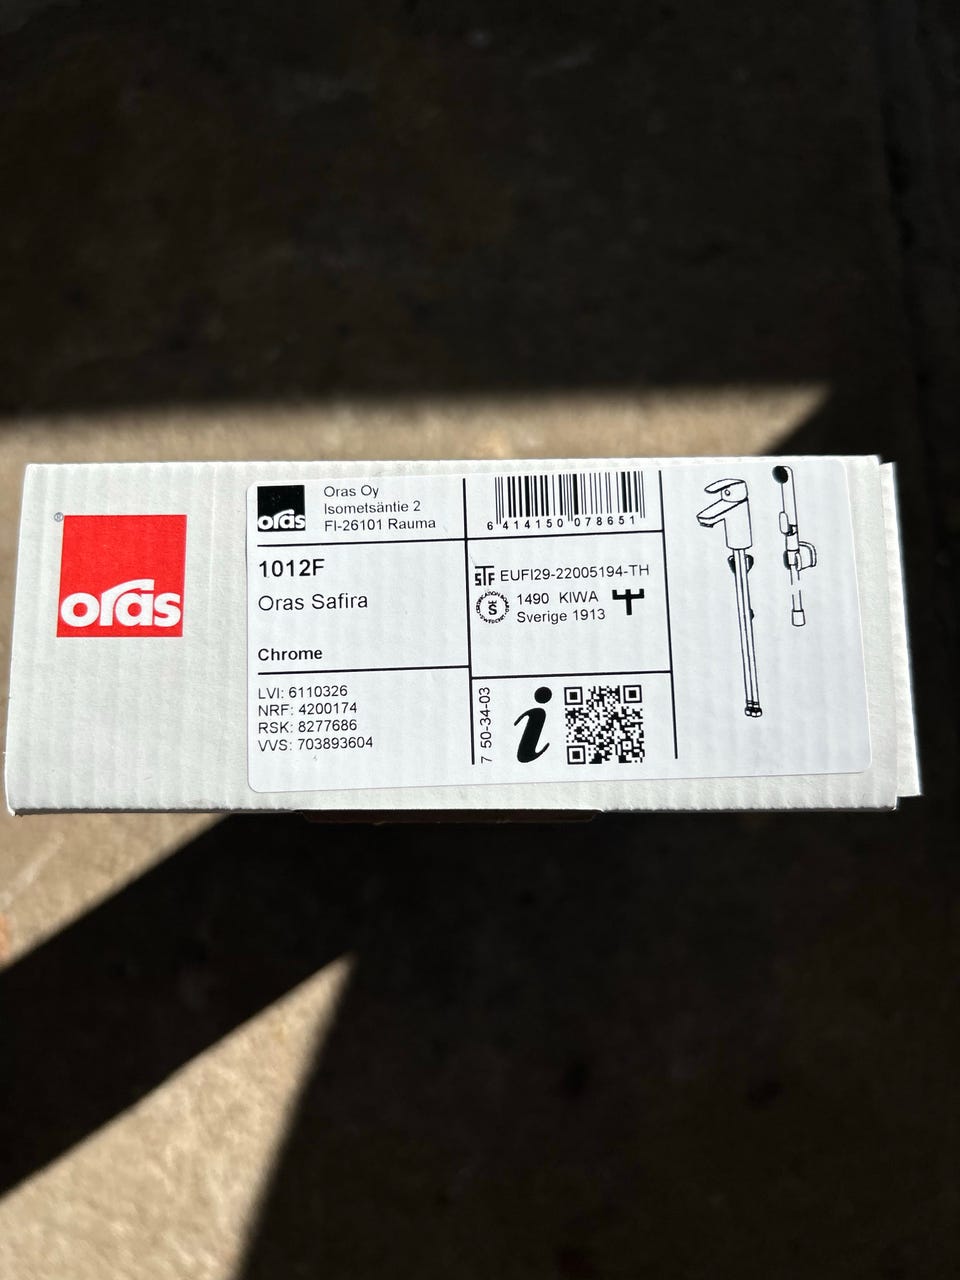 ®
oras
oras
Oras Oy
Isometsäntie 2
FI-26101 Rauma
1012F
Oras Safira
Chrome
LVI: 6110326
NRF: 4200174
RSK: 8277686
VVS: 703893604
6 414150 078651
STF EUFI29-22005194-TH
1490 KIWA
Sverige 1913
7 50-34-03
i